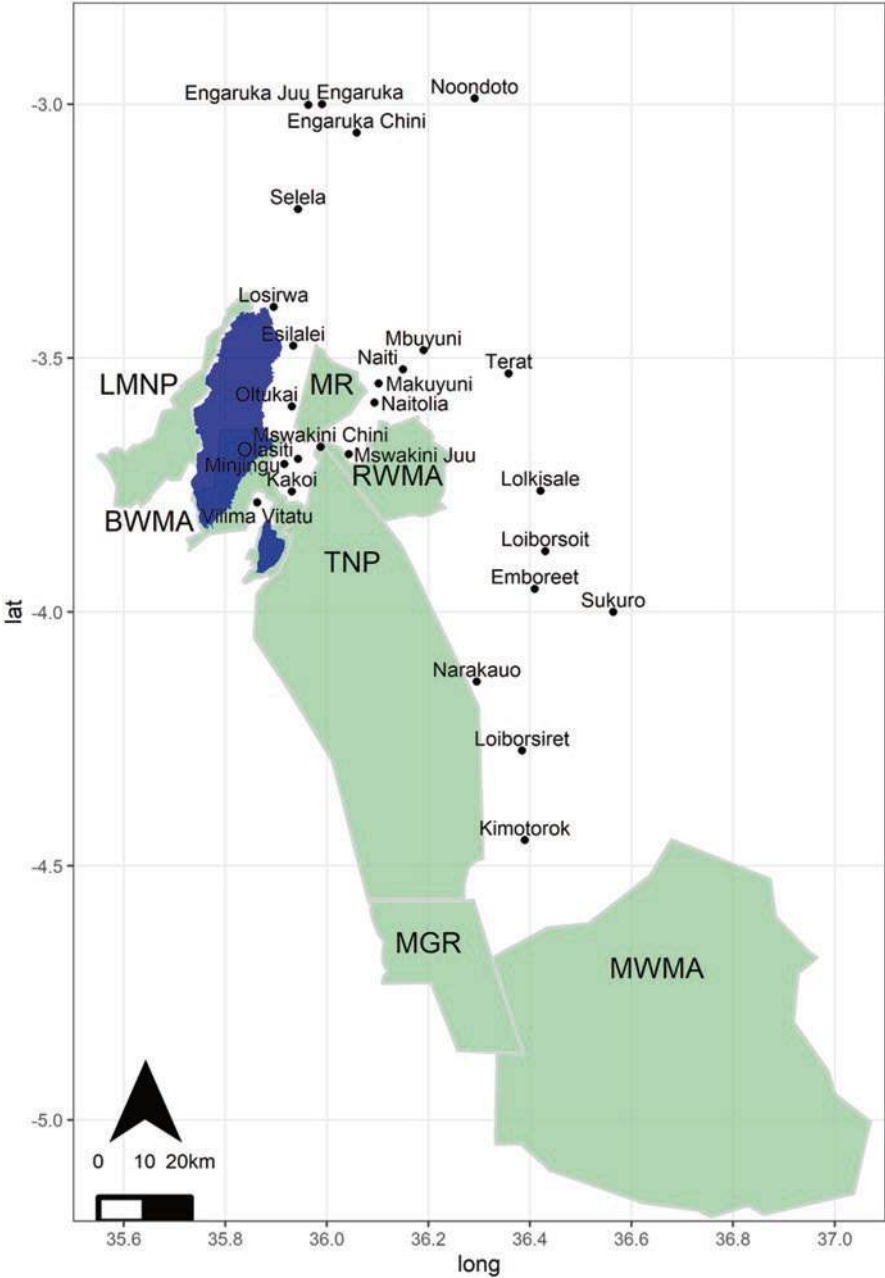 Engaruka Juu
Engaruka
Noondoto
-3.0
Engaruka Chini
Selela
Losirwa
Esilalei
Mbuyuni
-3.5
Naiti
Terat
LMNP
MR
Makuyuni
Oltukai
Naitolia
Mswakini Chini
Olasiti
Mswakini Juu
Minjingu
RWMA
Kakoi
Lolkisale
BWMA
Vilima Vitatu
Loiborsoit
TNP
Emboreet
Sukuro
lat
-4.0
Narakauo
Loiborsiret
Kimotorok
-4.5
MGR
MWMA
-5.0
0 10 20km
35.6 35.8 36.0 36.2 36.4 36.6 36.8 37.0
long